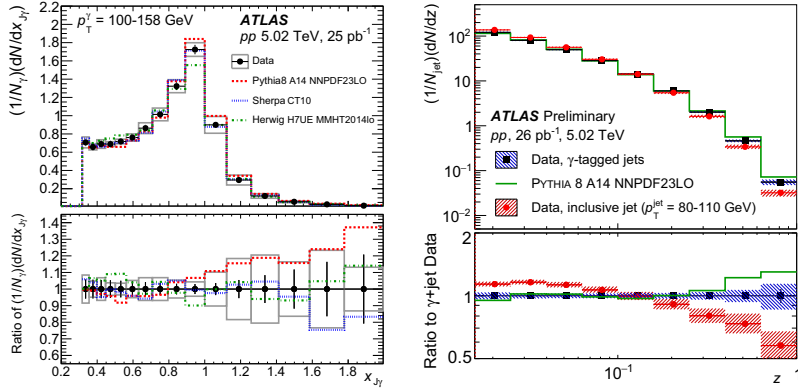 p_T^γ = 100-158 GeV
ATLAS
pp 5.02 TeV, 25 pb⁻¹
Data
Pythia8 A14 NNPDF23LO
Sherpa CT10
Herwig H7UE MMHT2014lo
(1/N_γ)(dN/dx_Jγ)
2.0
1.8
1.6
1.4
1.2
1.0
0.8
0.6
0.4
0.2
Ratio of (1/N_γ)(dN/dx_Jγ)
1.4
1.3
1.2
1.1
1.0
0.9
0.8
0.7
0.6
0.2 0.4 0.6 0.8 1 1.2 1.4 1.6 1.8
x_Jγ
(1/N_jet)(dN/dz)
10²
10
1
10⁻¹
10⁻²
ATLAS Preliminary
pp, 26 pb⁻¹, 5.02 TeV
Data, γ-tagged jets
PYTHIA 8 A14 NNPDF23LO
Data, inclusive jet (p_T^jet = 80-110 GeV)
Ratio to γ+jet Data
2
1
0.5
10⁻¹
1
z